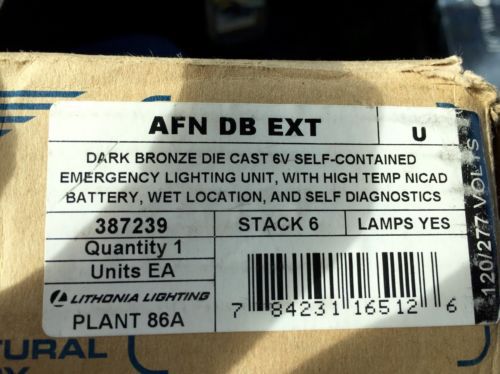 AFN DB EXT
U
DARK BRONZE DIE CAST 6V SELF-CONTAINED
EMERGENCY LIGHTING UNIT, WITH HIGH TEMP NICAD
BATTERY, WET LOCATION, AND SELF DIAGNOSTICS
387239 STACK 6 LAMPS YES
Quantity 1
Units EA
LITHONIA LIGHTING
PLANT 86A
7 84231 16512 6
120/277 VOLTS
TURAL